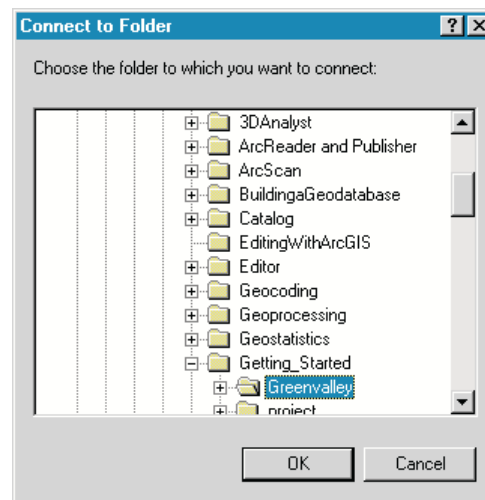 Connect to Folder
Choose the folder to which you want to connect:
3DAnalyst
ArcReader and Publisher
ArcScan
BuildingaGeodatabase
Catalog
EditingWithArcGIS
Editor
Geocoding
Geoprocessing
Geostatistics
Getting_Started
Greenvalley
project
OK Cancel